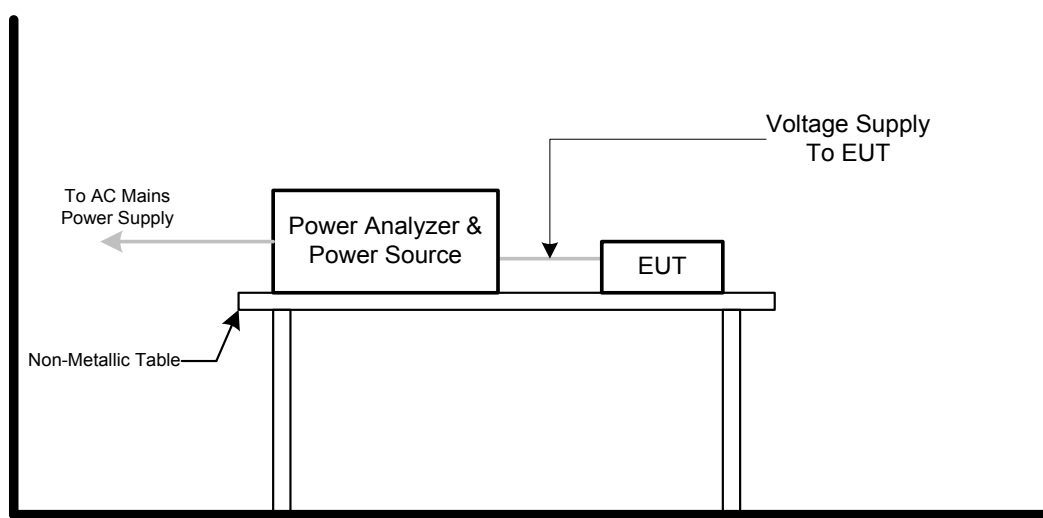 Voltage Supply
To EUT
To AC Mains
Power Supply
Power Analyzer &
Power Source
EUT
Non-Metallic Table